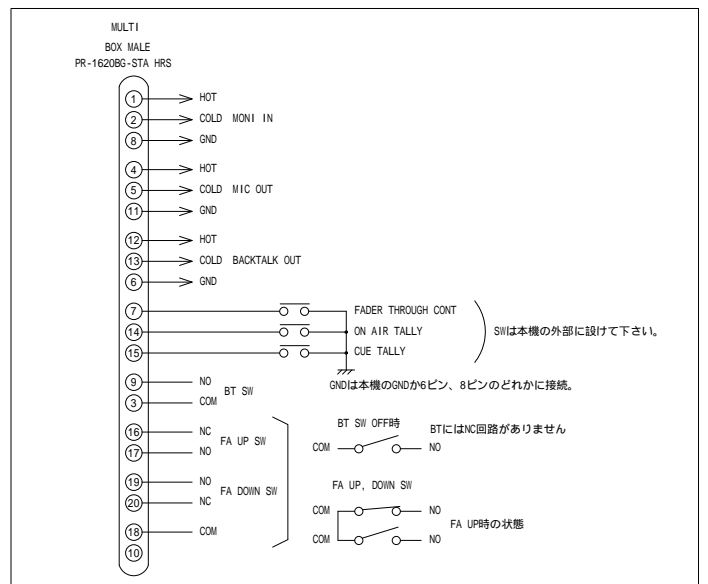 MULTI
BOX MALE
PR-1620BG-STA HRS
1 HOT
2 COLD MONI IN
8 GND
4 HOT
5 COLD MIC OUT
11 GND
12 HOT
13 COLD BACKTALK OUT
6 GND
7 FADER THROUGH CONT
14 ON AIR TALLY SWは本機の外部に設けて下さい。
15 CUE TALLY
GNDは本機のGNDか6ピン、8ピンのどれかに接続。
9 NO
BT SW
3 COM
16 NC
FA UP SW
17 NO
19 NO
FA DOWN SW
20 NC
18 COM
10
BT SW OFF時 BTにはNC回路がありません
COM NO
FA UP, DOWN SW
COM NO
FA UP時の状態
COM NO